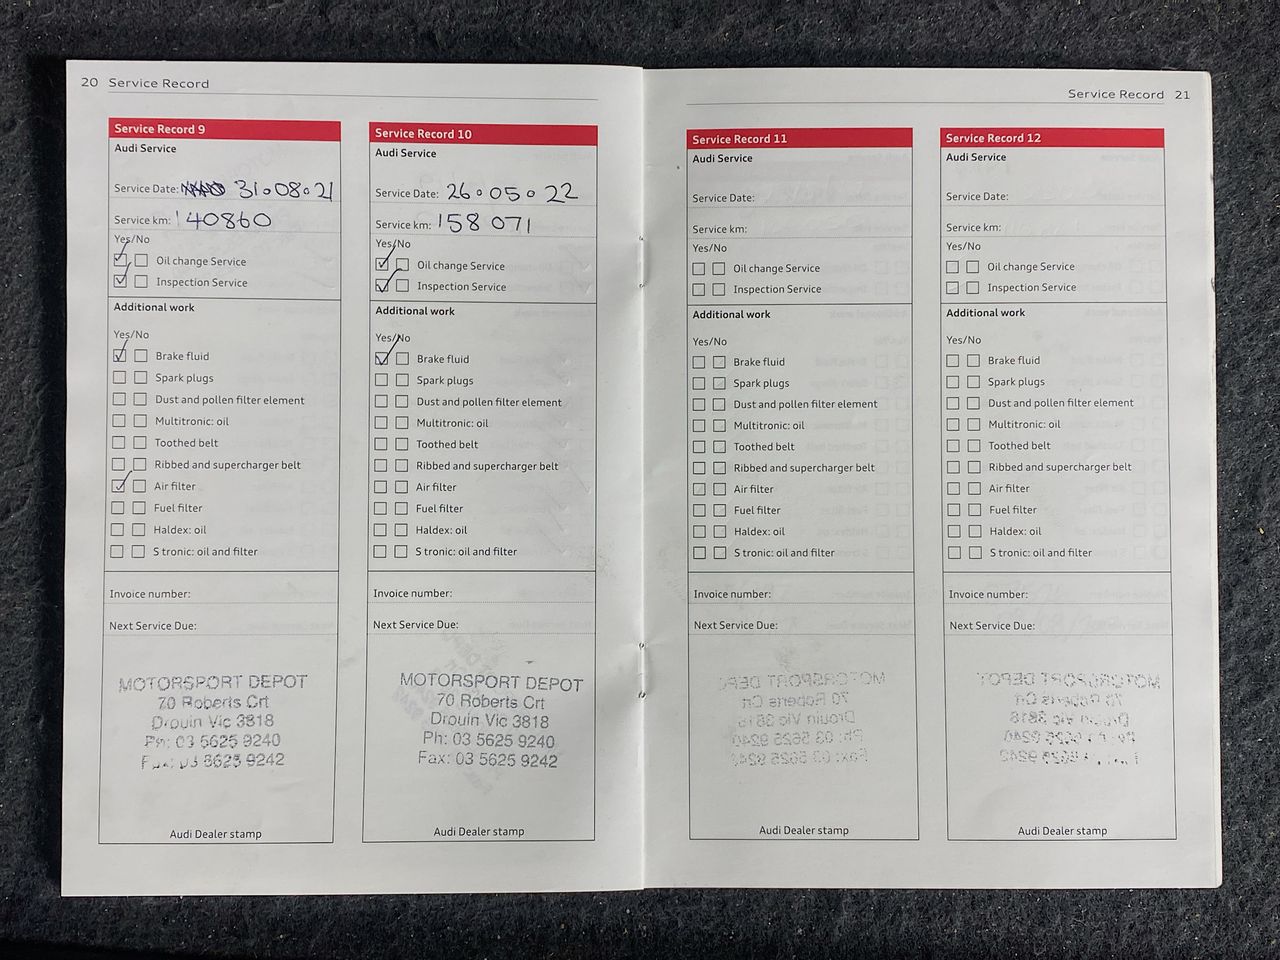 20 Service Record
Service Record 9
Audi Service
Service Date: 31.08.21
Service km: 140860
Yes/No
Oil change Service
Inspection Service
Additional work
Yes/No
Brake fluid
Spark plugs
Dust and pollen filter element
Multitronic: oil
Toothed belt
Ribbed and supercharger belt
Air filter
Fuel filter
Haldex: oil
S tronic: oil and filter
Invoice number:
Next Service Due:
MOTORSPORT DEPOT
70 Roberts Crt
Drouin Vic 3818
Ph: 03 5625 9240
Fax: 03 5625 9242
Audi Dealer stamp
Service Record 10
Audi Service
Service Date: 26.05.22
Service km: 158 071
Yes/No
Oil change Service
Inspection Service
Additional work
Yes/No
Brake fluid
Spark plugs
Dust and pollen filter element
Multitronic: oil
Toothed belt
Ribbed and supercharger belt
Air filter
Fuel filter
Haldex: oil
S tronic: oil and filter
Invoice number:
Next Service Due:
MOTORSPORT DEPOT
70 Roberts Crt
Drouin Vic 3818
Ph: 03 5625 9240
Fax: 03 5625 9242
Audi Dealer stamp
Service Record 21
Service Record 11
Audi Service
Service Date:
Service km:
Yes/No
Oil change Service
Inspection Service
Additional work
Yes/No
Brake fluid
Spark plugs
Dust and pollen filter element
Multitronic: oil
Toothed belt
Ribbed and supercharger belt
Air filter
Fuel filter
Haldex: oil
S tronic: oil and filter
Invoice number:
Next Service Due:
Audi Dealer stamp
Service Record 12
Audi Service
Service Date:
Service km:
Yes/No
Oil change Service
Inspection Service
Additional work
Yes/No
Brake fluid
Spark plugs
Dust and pollen filter element
Multitronic: oil
Toothed belt
Ribbed and supercharger belt
Air filter
Fuel filter
Haldex: oil
S tronic: oil and filter
Invoice number:
Next Service Due:
Audi Dealer stamp